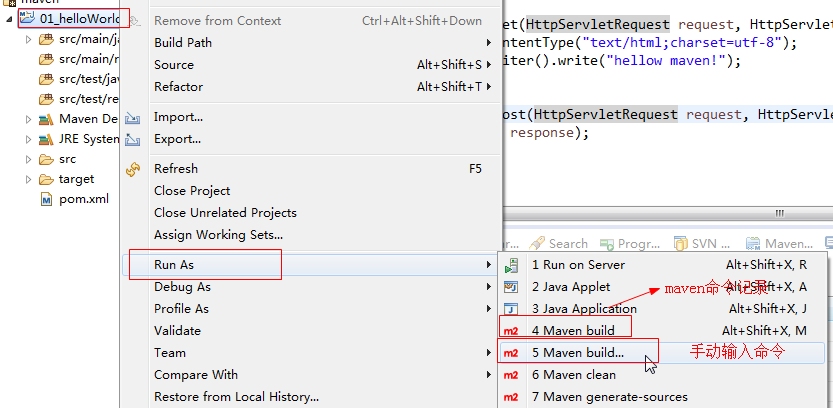 maven
01_helloWorld
src/main/ja
src/main/r
src/test/jav
src/test/re
Maven De
JRE System
src
target
pom.xml
Remove from Context Ctrl+Alt+Shift+Down
Build Path
Source Alt+Shift+S
Refactor Alt+Shift+T
Import...
Export...
Refresh F5
Close Project
Close Unrelated Projects
Assign Working Sets...
Run As
Debug As
Profile As
Validate
Team
Compare With
Restore from Local History...
et(HttpServletRequest request, HttpServl
ntentType("text/html;charset=utf-8");
iter().write("hellow maven!");
ost(HttpServletRequest request, HttpServ
response);
r... Search Progr... SVN ... Maven...
1 Run on Server Alt+Shift+X, R
2 Java Applet Alt+Shift+X, A
3 Java Application Alt+Shift+X, J
4 Maven build Alt+Shift+X, M
5 Maven build...
6 Maven clean
7 Maven generate-sources
maven命令记录
手动输入命令